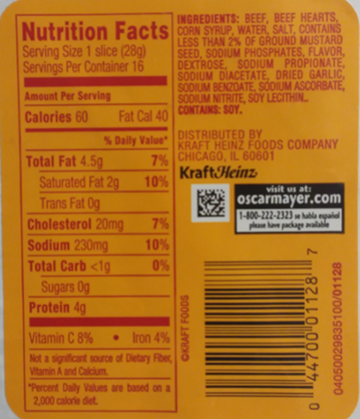 Nutrition Facts
Serving Size 1 slice (28g)
Servings Per Container 16
Amount Per Serving
Calories 60 Fat Cal 40
% Daily Value*
Total Fat 4.5g 7%
Saturated Fat 2g 10%
Trans Fat 0g
Cholesterol 20mg 7%
Sodium 230mg 10%
Total Carb <1g 0%
Sugars 0g
Protein 4g
Vitamin C 8% • Iron 4%
Not a significant source of Dietary Fiber,
Vitamin A and Calcium.
*Percent Daily Values are based on a
2,000 calorie diet.
INGREDIENTS: BEEF, BEEF HEARTS,
CORN SYRUP, WATER, SALT, CONTAINS
LESS THAN 2% OF GROUND MUSTARD
SEED, SODIUM PHOSPHATES, FLAVOR,
DEXTROSE, SODIUM PROPIONATE,
SODIUM DIACETATE, DRIED GARLIC,
SODIUM BENZOATE, SODIUM ASCORBATE,
SODIUM NITRITE, SOY LECITHIN..
CONTAINS: SOY.
DISTRIBUTED BY
KRAFT HEINZ FOODS COMPANY
CHICAGO, IL 60601
KraftHeinz
visit us at:
oscarmayer.com
1-800-222-2323 se habla español
please have package available
©KRAFT FOODS
0 44700 01128 7
04050029835100/01128